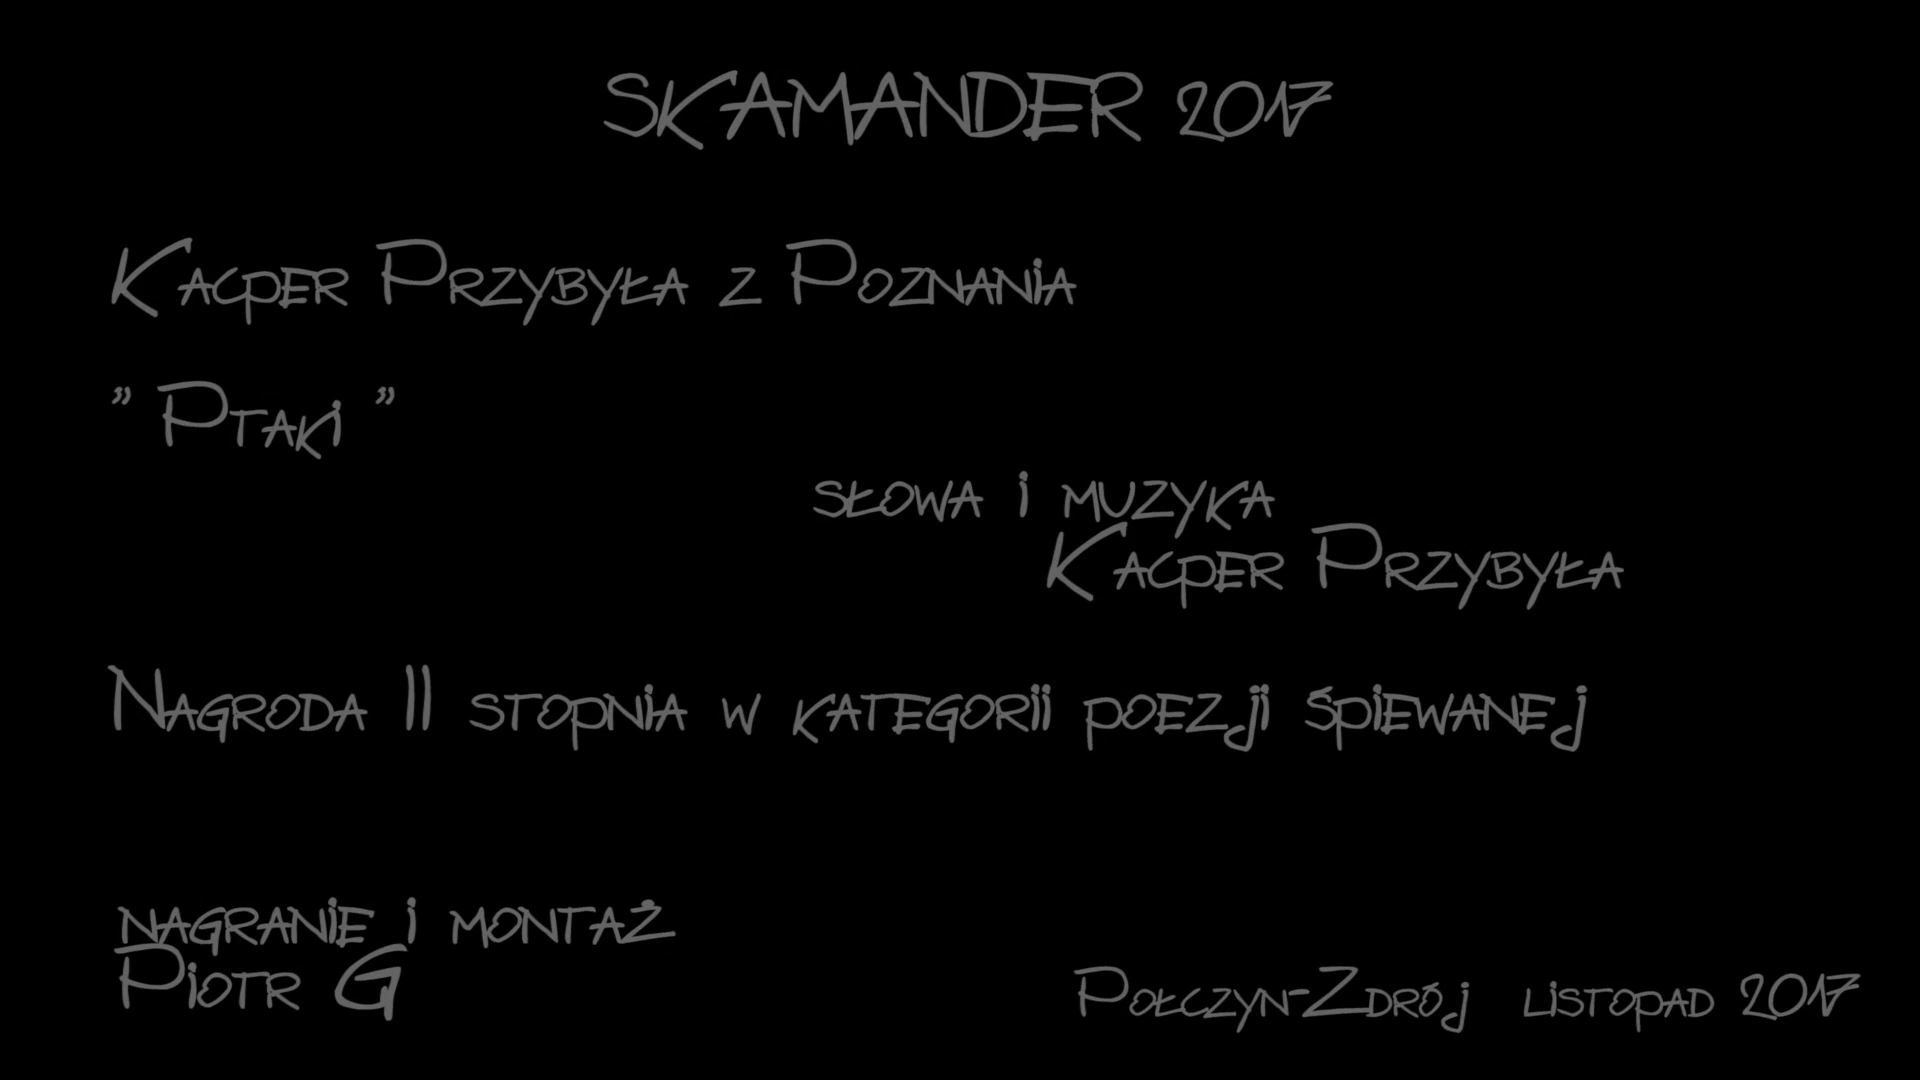 SKAMANDER 2017
Kacper Przybyła z Poznania
” Ptaki ”
słowa i muzyka
Kacper Przybyła
Nagroda II stopnia w kategorii poezji śpiewanej
nagranie i montaż
Piotr G
Połczyn-Zdrój listopad 2017